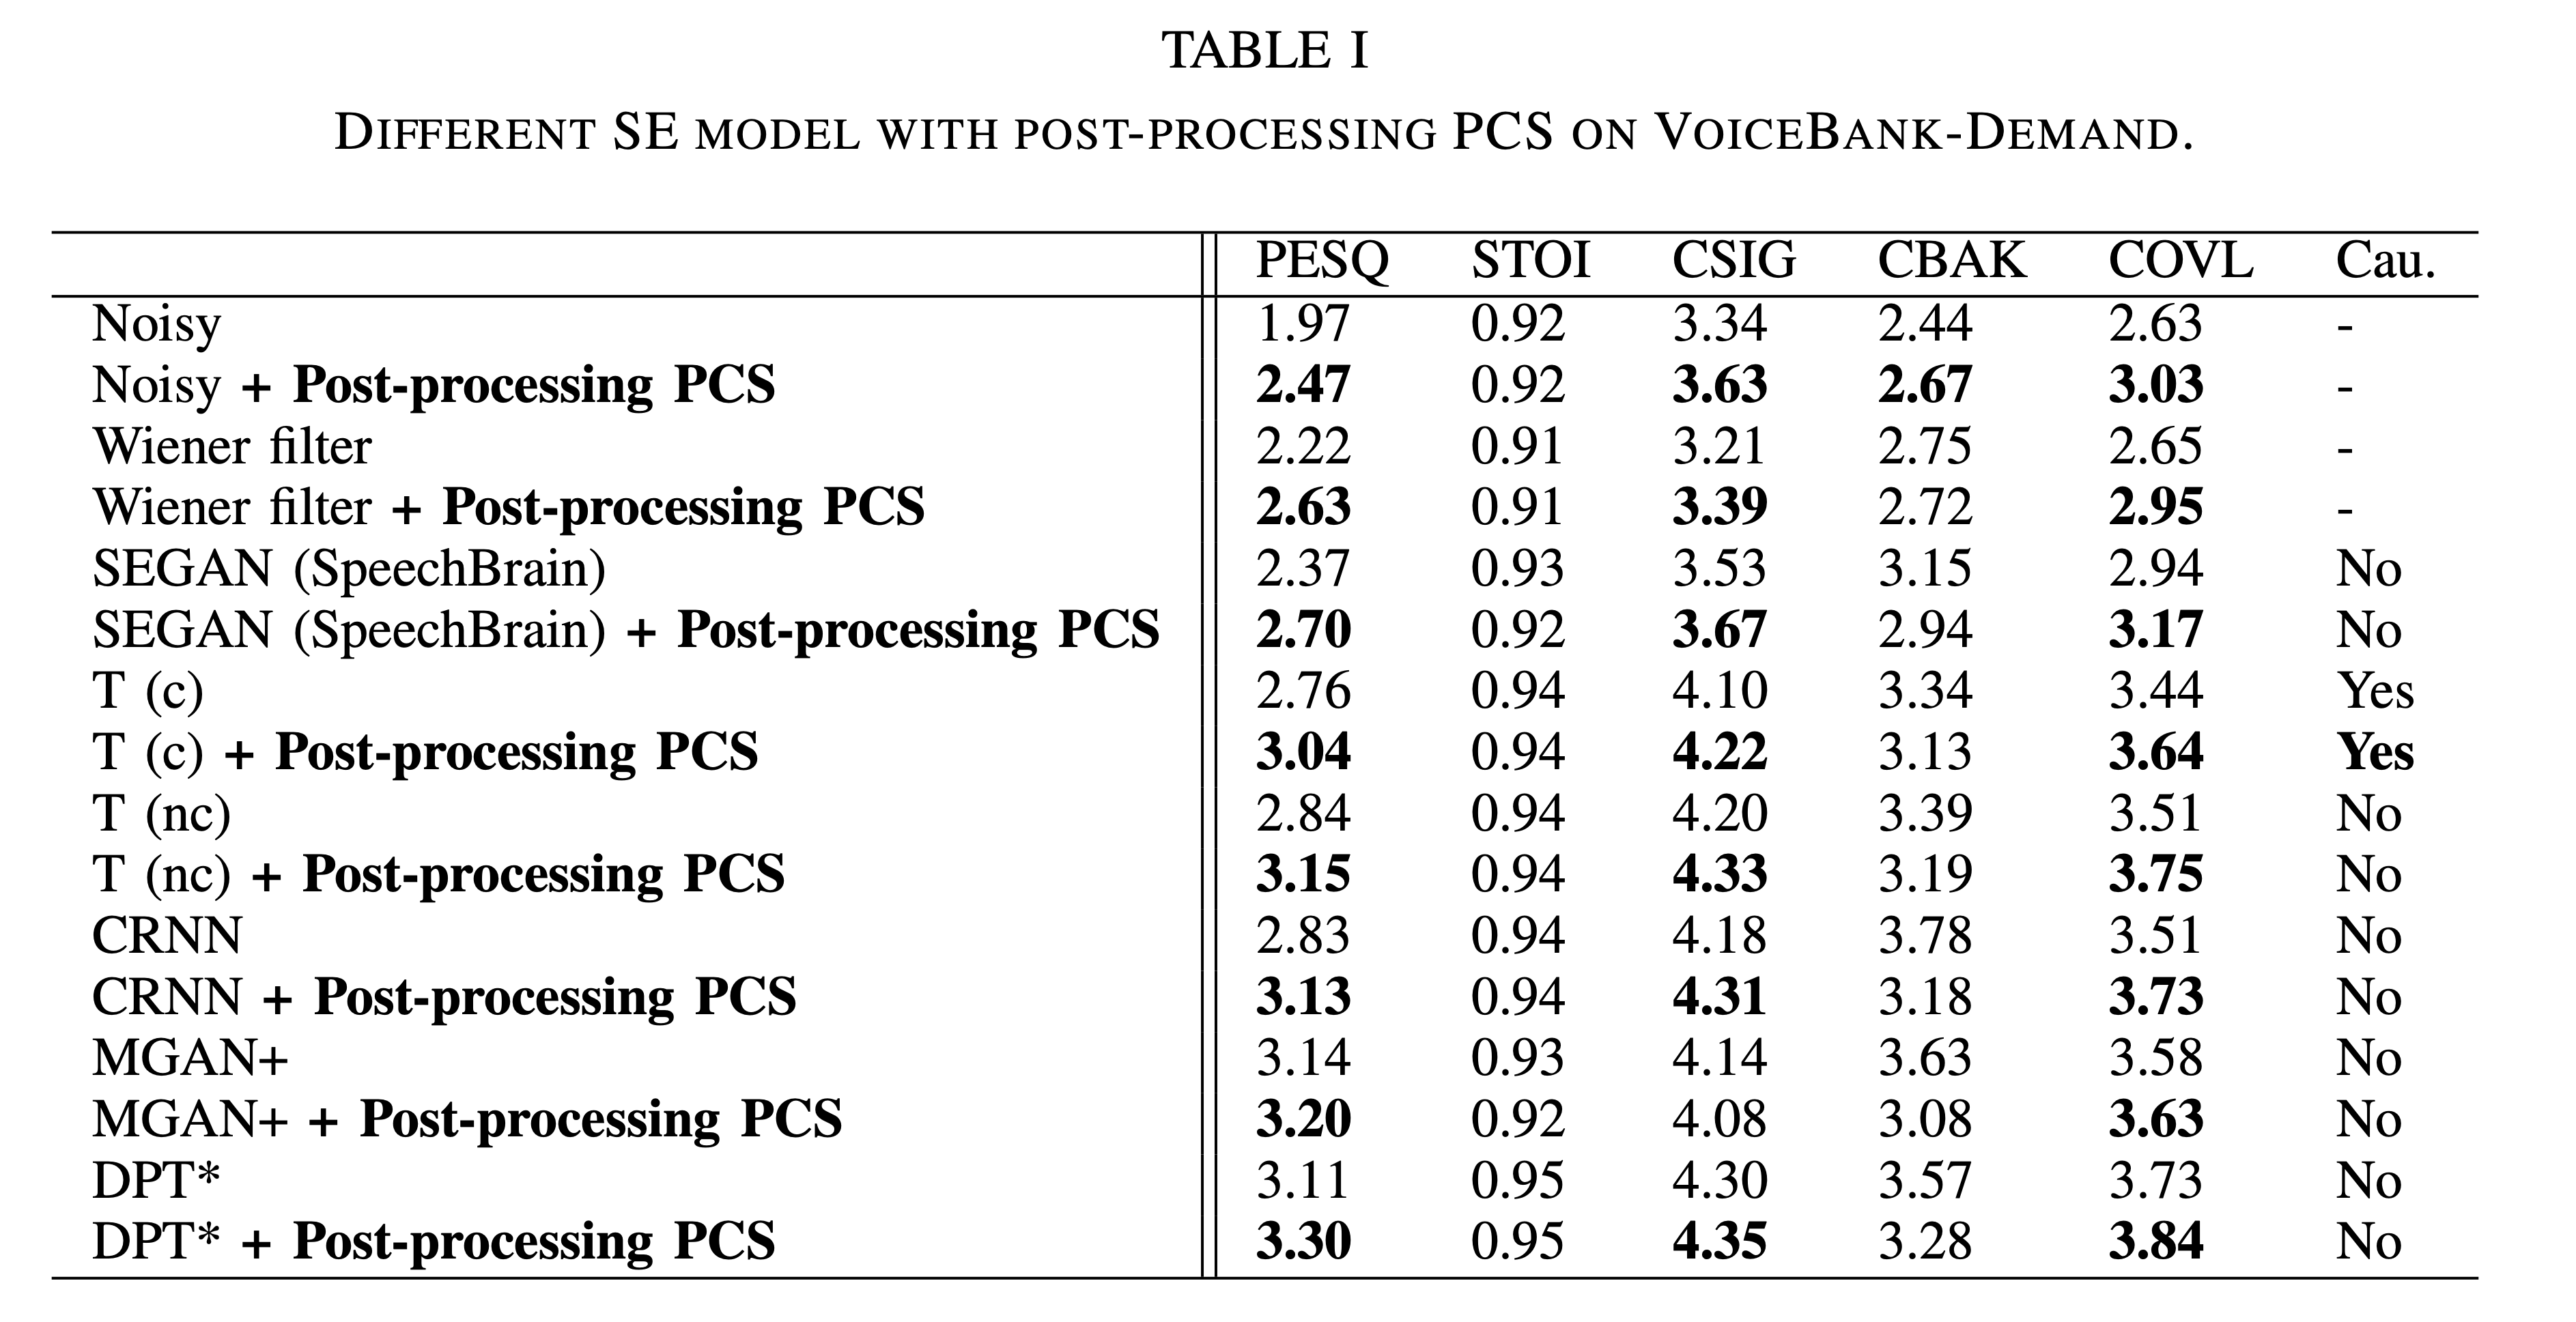 TABLE I
DIFFERENT SE MODEL WITH POST-PROCESSING PCS ON VOICEBANK-DEMAND.
PESQ STOI CSIG CBAK COVL Cau.
Noisy 1.97 0.92 3.34 2.44 2.63 -
Noisy + Post-processing PCS 2.47 0.92 3.63 2.67 3.03 -
Wiener filter 2.22 0.91 3.21 2.75 2.65 -
Wiener filter + Post-processing PCS 2.63 0.91 3.39 2.72 2.95 -
SEGAN (SpeechBrain) 2.37 0.93 3.53 3.15 2.94 No
SEGAN (SpeechBrain) + Post-processing PCS 2.70 0.92 3.67 2.94 3.17 No
T (c) 2.76 0.94 4.10 3.34 3.44 Yes
T (c) + Post-processing PCS 3.04 0.94 4.22 3.13 3.64 Yes
T (nc) 2.84 0.94 4.20 3.39 3.51 No
T (nc) + Post-processing PCS 3.15 0.94 4.33 3.19 3.75 No
CRNN 2.83 0.94 4.18 3.78 3.51 No
CRNN + Post-processing PCS 3.13 0.94 4.31 3.18 3.73 No
MGAN+ 3.14 0.93 4.14 3.63 3.58 No
MGAN+ + Post-processing PCS 3.20 0.92 4.08 3.08 3.63 No
DPT* 3.11 0.95 4.30 3.57 3.73 No
DPT* + Post-processing PCS 3.30 0.95 4.35 3.28 3.84 No